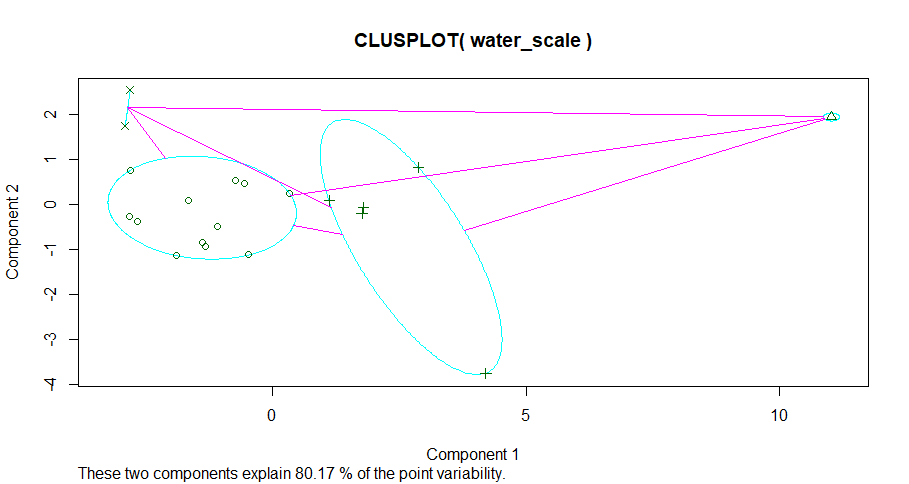 CLUSPLOT( water_scale )
2
1
0
-1
-2
-3
-4
Component 2
0 5 10
Component 1
These two components explain 80.17 % of the point variability.